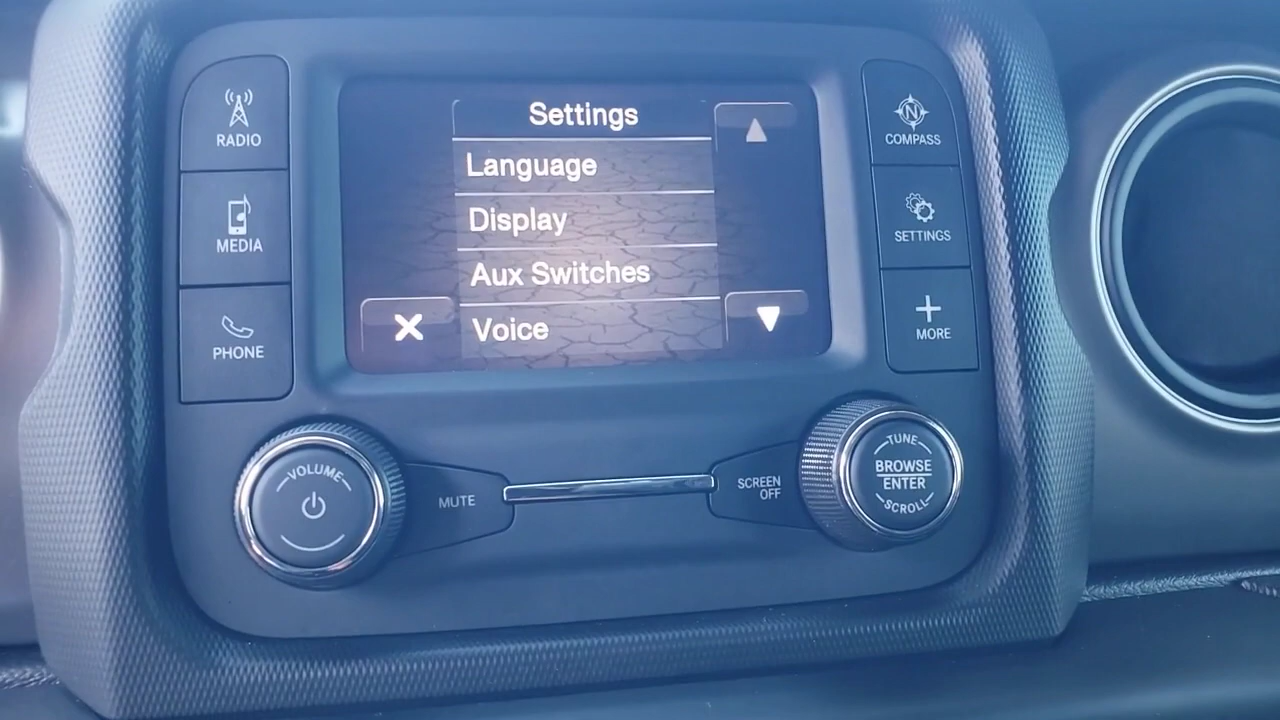 RADIO
MEDIA
PHONE
Settings
Language
Display
Aux Switches
Voice
N
COMPASS
SETTINGS
MORE
VOLUME
MUTE
SCREEN
OFF
TUNE
BROWSE
ENTER
SCROLL